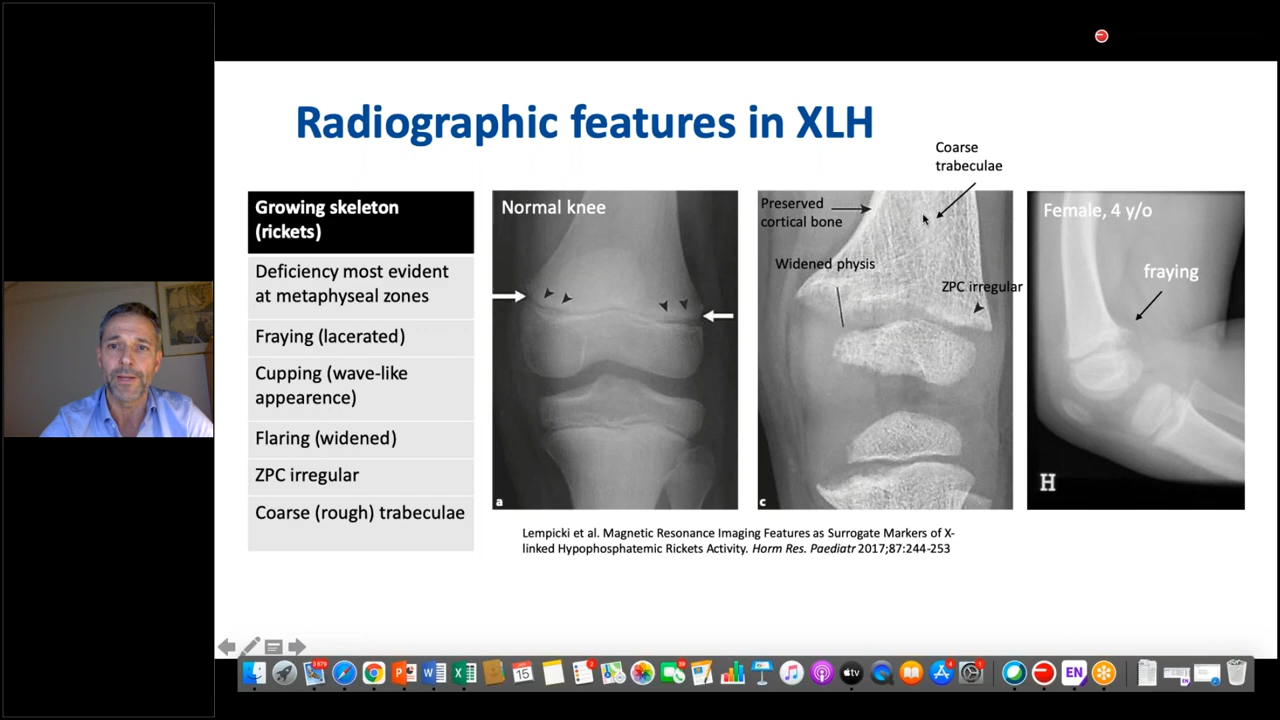 Radiographic features in XLH
Growing skeleton
(rickets)
Deficiency most evident
at metaphyseal zones
Fraying (lacerated)
Cupping (wave-like
appearence)
Flaring (widened)
ZPC irregular
Coarse (rough) trabeculae
Normal knee
a
Coarse
trabeculae
Preserved
cortical bone
Widened physis
ZPC irregular
c
Female, 4 y/o
fraying
H
Lempicki et al. Magnetic Resonance Imaging Features as Surrogate Markers of X-
linked Hypophosphatemic Rickets Activity. Horm Res. Paediatr 2017;87:244-253
15
tv
EN